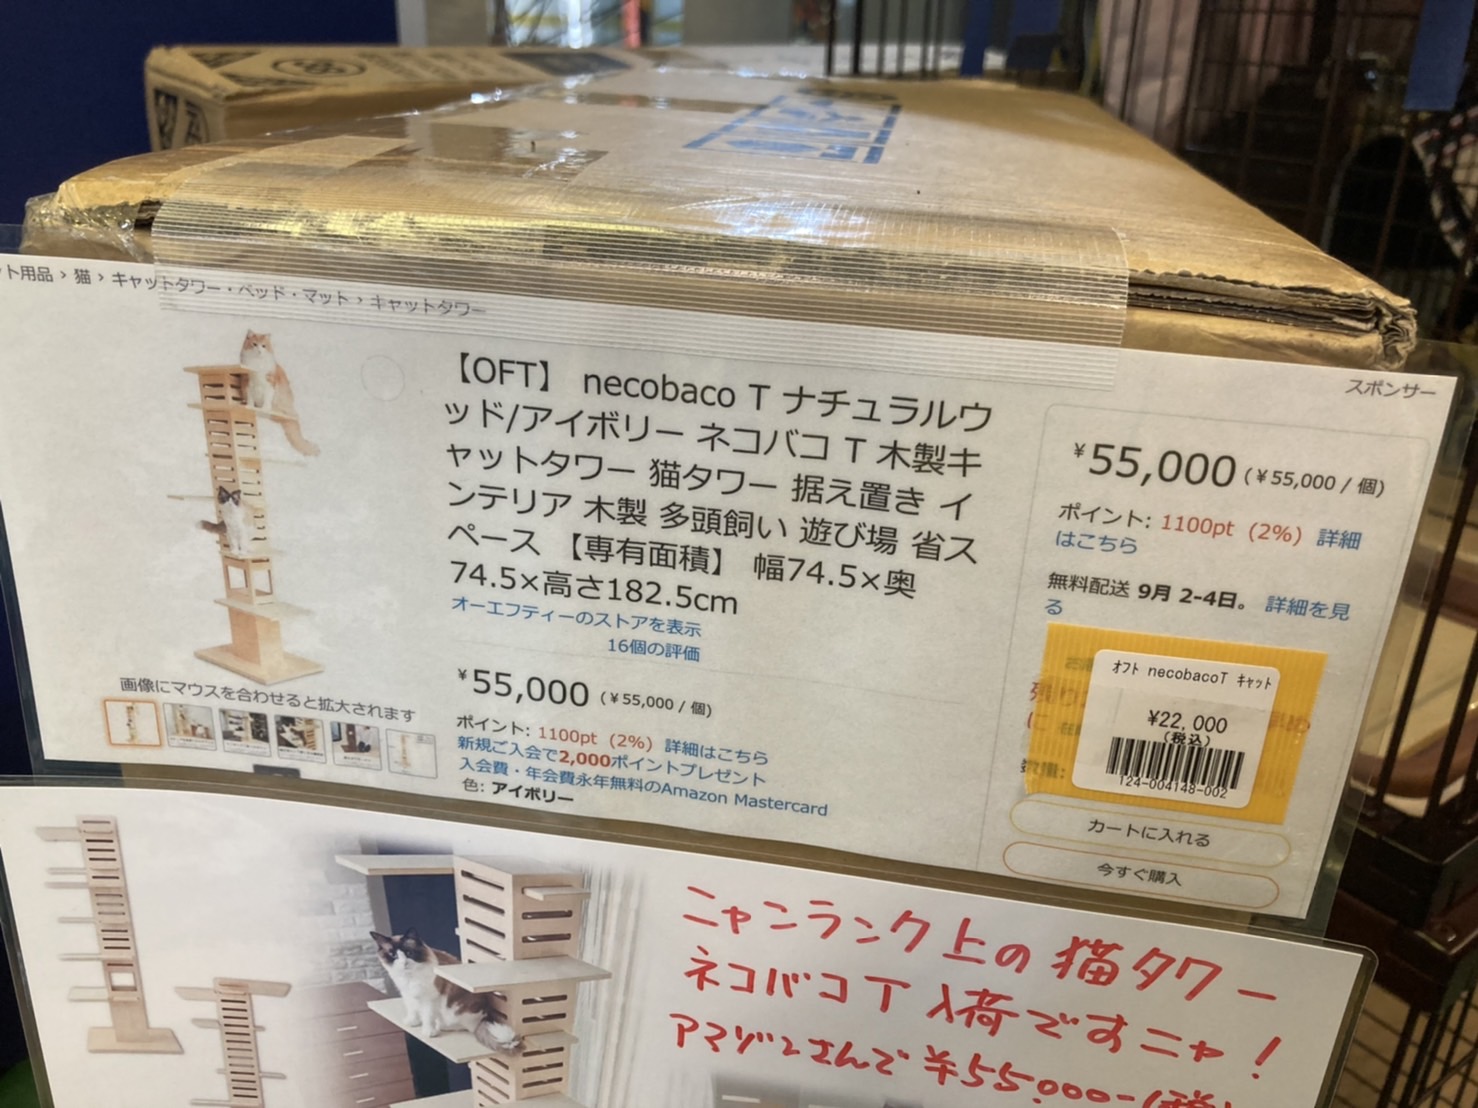 ット用品 › 猫 › キャットタワー・ベッド・マット › キャットタワー
スポンサー
【OFT】 necobaco T ナチュラルウ
ッド/アイボリー ネコバコ T 木製キ
ャットタワー 猫タワー 据え置き イ
ンテリア 木製 多頭飼い 遊び場 省ス
ペース 【専有面積】 幅74.5×奥
74.5×高さ182.5cm
オーエフティーのストアを表示
16個の評価
¥55,000 (¥55,000 / 個)
ポイント: 1100pt (2%) 詳細はこちら
新規ご入会で2,000ポイントプレゼント
入会費・年会費永年無料のAmazon Mastercard
色: アイボリー
画像にマウスを合わせると拡大されます
¥55,000 (¥55,000 / 個)
ポイント: 1100pt (2%) 詳細
はこちら
無料配送 9月 2-4日。 詳細を見
る
残り
数量:
オフト necobacoT キャット
¥22,000
(税込)
124-004148-002
カートに入れる
今すぐ購入
ニャンランク上の猫タワー
ネコバコT 入荷ですニャ!
アマゾンさんで ¥55,000-(税